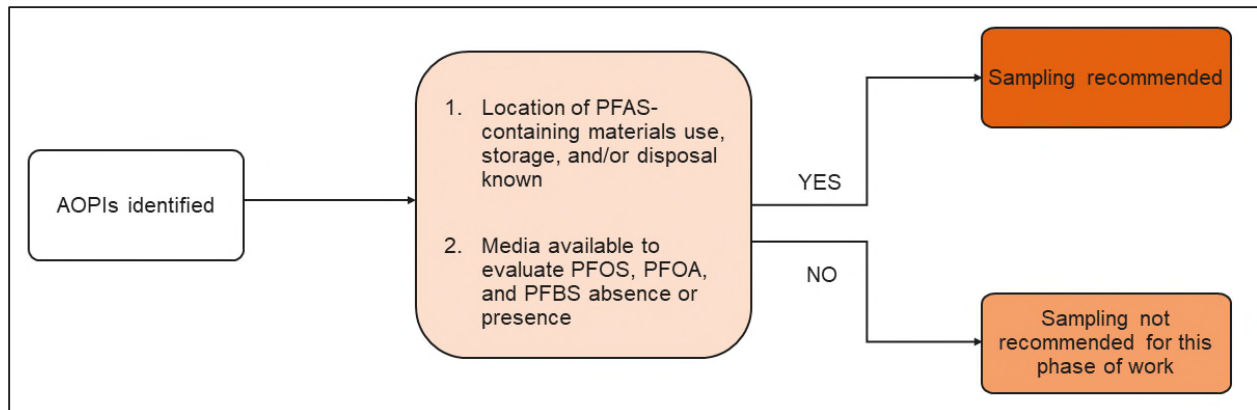 AOPIs identified
1. Location of PFAS-
containing materials use,
storage, and/or disposal
known
2. Media available to
evaluate PFOS, PFOA,
and PFBS absence or
presence
YES
NO
Sampling recommended
Sampling not
recommended for this
phase of work